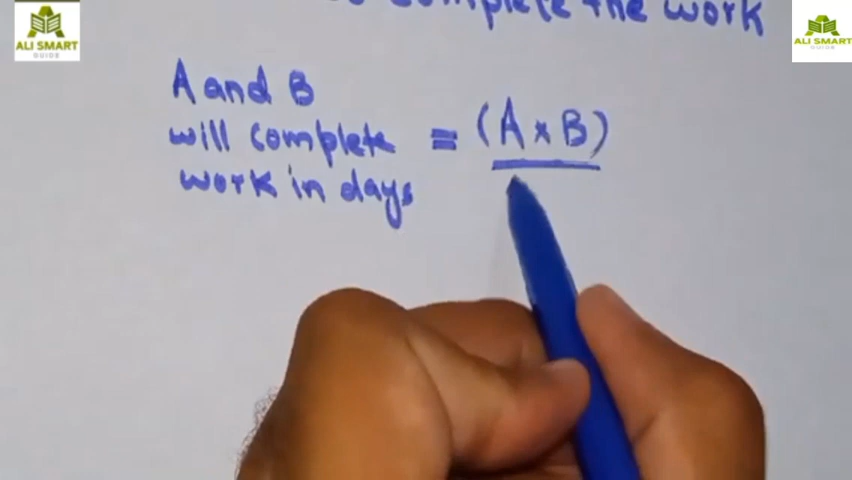 ALI SMART
GUIDE
ALI SMART
GUIDE
complete the work
A and B
will complete
work in days
= (A × B)